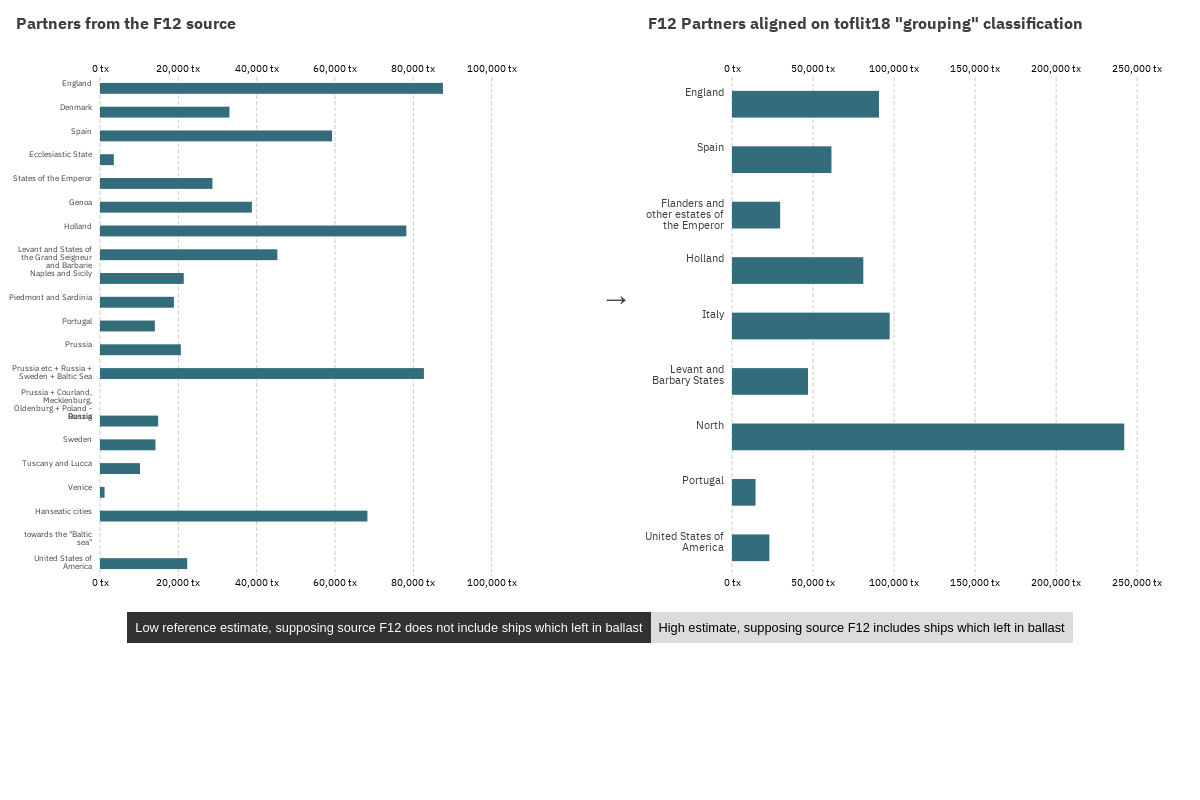 Partners from the F12 source
0 tx 20,000 tx 40,000 tx 60,000 tx 80,000 tx 100,000 tx
England
Denmark
Spain
Ecclesiastic State
States of the Emperor
Genoa
Holland
Levant and States of
the Grand Seigneur
and Barbarie
Naples and Sicily
Piedmont and Sardinia
Portugal
Prussia
Prussia etc + Russia +
Sweden + Baltic Sea
Prussia + Courland,
Mecklenburg,
Oldenburg + Poland -
Sweden
Tuscany and Lucca
Venice
Hanseatic cities
towards the "Baltic
sea"
United States of
America
0 tx 20,000 tx 40,000 tx 60,000 tx 80,000 tx 100,000 tx
→
F12 Partners aligned on toflit18 "grouping" classification
0 tx 50,000 tx 100,000 tx 150,000 tx 200,000 tx 250,000 tx
England
Spain
Flanders and
other estates of
the Emperor
Holland
Italy
Levant and
Barbary States
North
Portugal
United States of
America
0 tx 50,000 tx 100,000 tx 150,000 tx 200,000 tx 250,000 tx
Low reference estimate, supposing source F12 does not include ships which left in ballast
High estimate, supposing source F12 includes ships which left in ballast